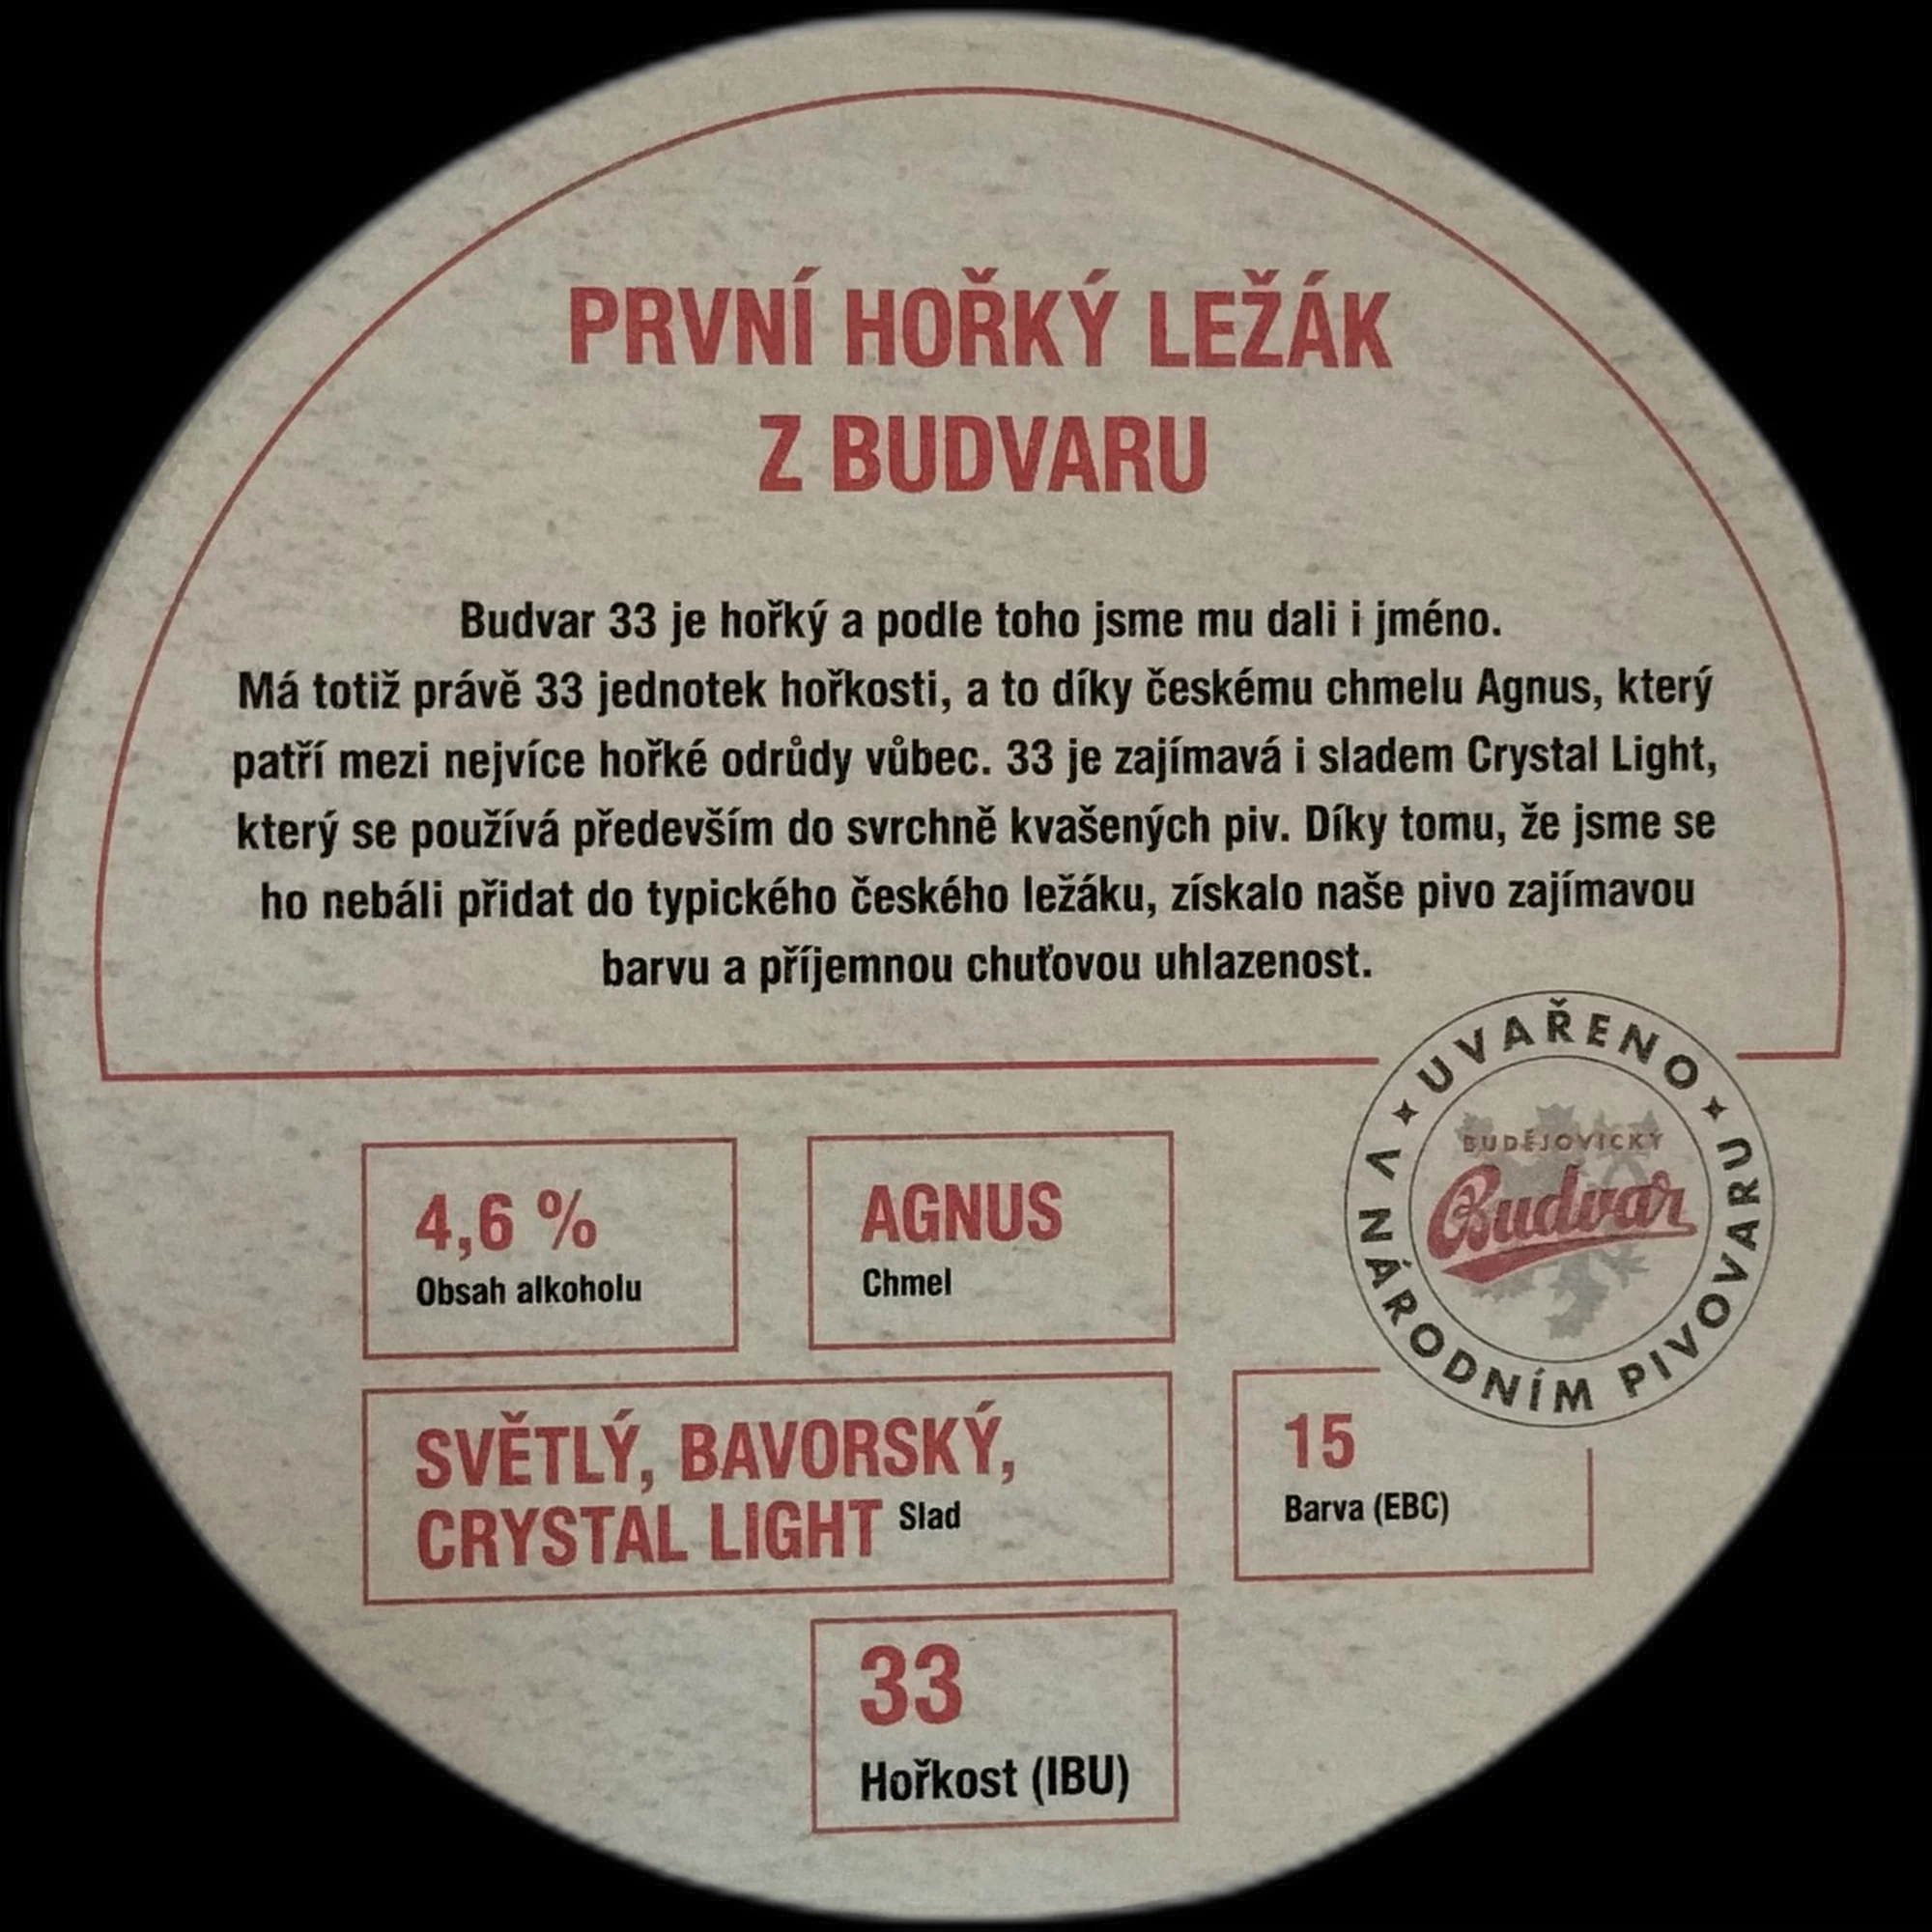 PRVNÍ HOŘKÝ LEŽÁK
Z BUDVARU
Budvar 33 je hořký a podle toho jsme mu dali i jméno.
Má totiž právě 33 jednotek hořkosti, a to díky českému chmelu Agnus, který
patří mezi nejvíce hořké odrůdy vůbec. 33 je zajímavá i sladem Crystal Light,
který se používá především do svrchně kvašených piv. Díky tomu, že jsme se
ho nebáli přidat do typického českého ležáku, získalo naše pivo zajímavou
barvu a příjemnou chuťovou uhlazenost.
UVAŘENO
V NÁRODNÍM PIVOVARU
BUDĚJOVICKÝ
Budvar
4,6 %
Obsah alkoholu
AGNUS
Chmel
SVĚTLÝ, BAVORSKÝ,
CRYSTAL LIGHT Slad
15
Barva (EBC)
33
Hořkost (IBU)